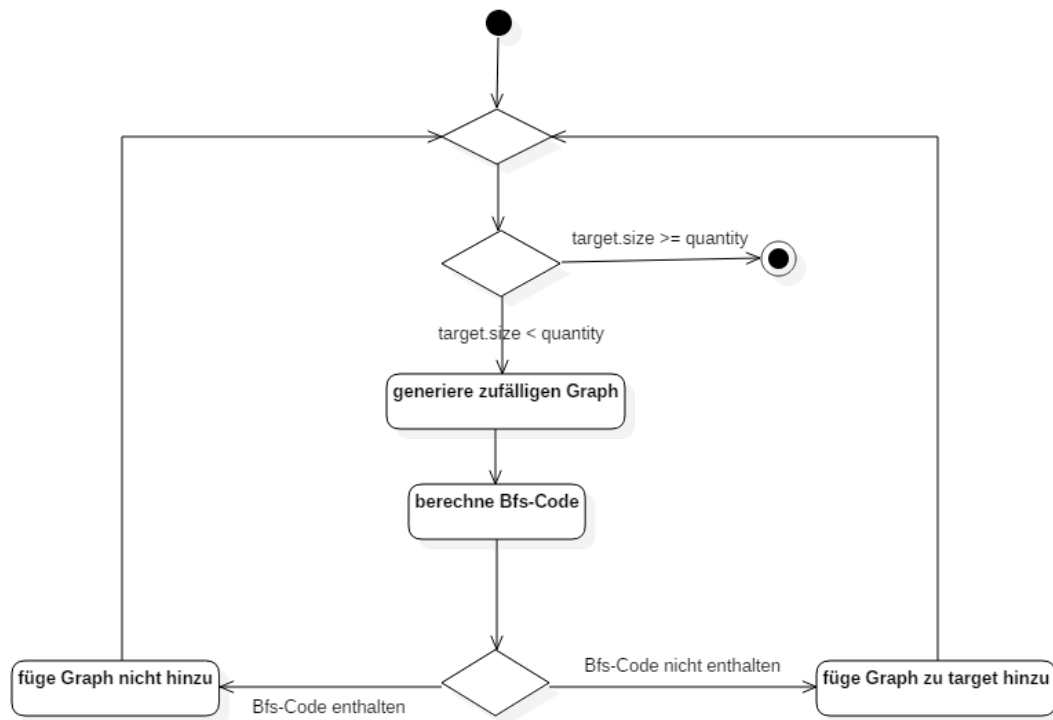 target.size >= quantity
target.size < quantity
generiere zufälligen Graph
berechne Bfs-Code
Bfs-Code nicht enthalten
füge Graph nicht hinzu
füge Graph zu target hinzu
Bfs-Code enthalten